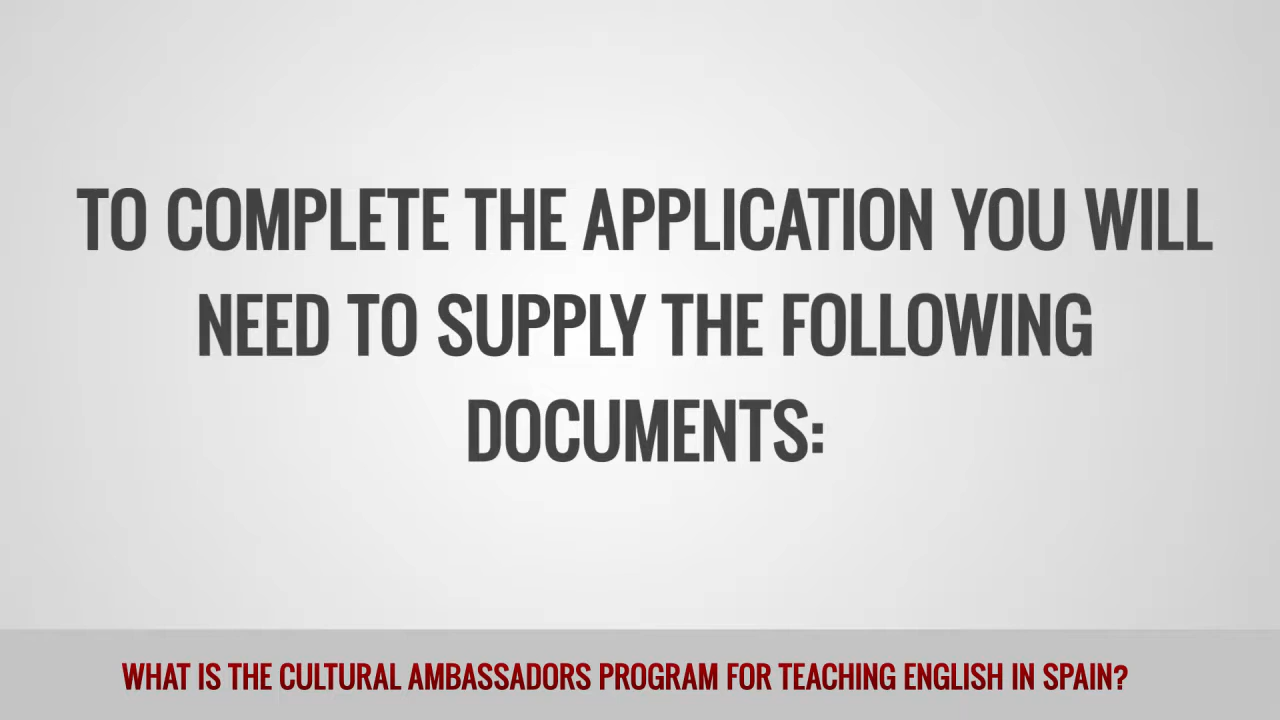 TO COMPLETE THE APPLICATION YOU WILL
NEED TO SUPPLY THE FOLLOWING
DOCUMENTS:
WHAT IS THE CULTURAL AMBASSADORS PROGRAM FOR TEACHING ENGLISH IN SPAIN?